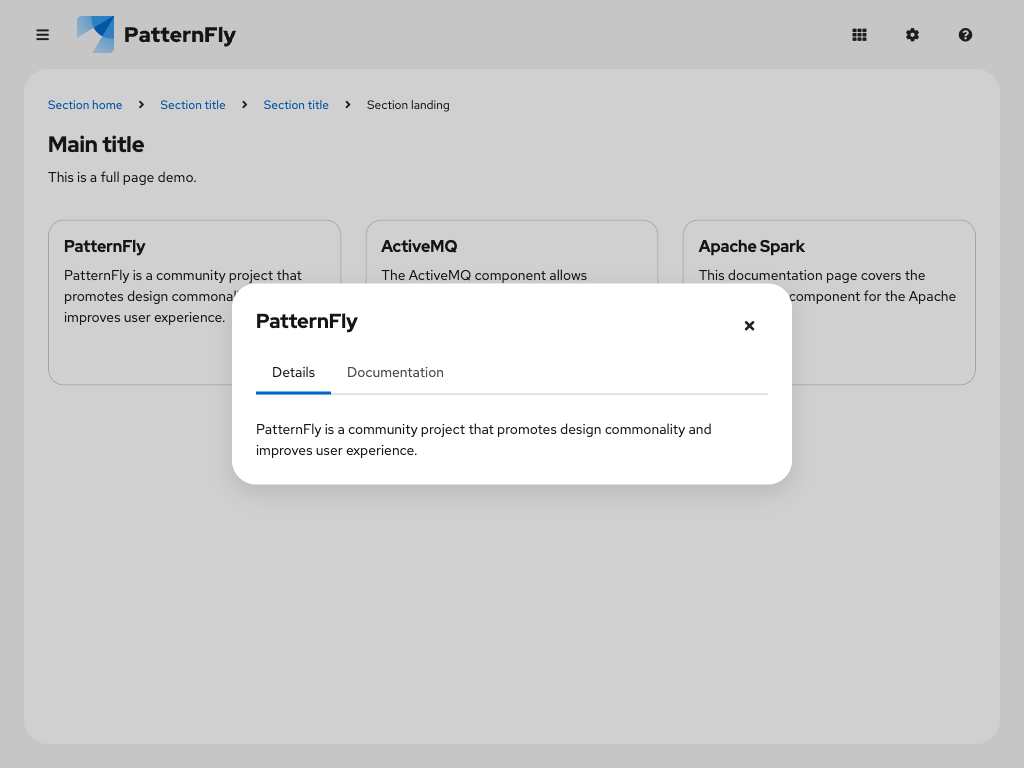 PatternFly
Section home
Section title
Section title
Section landing
Main title
This is a full page demo.
PatternFly
PatternFly is a community project that
promotes design
improves user experience.
ActiveMQ
The ActiveMQ component allows
Apache Spark
This documentation page covers the
component for the Apache
PatternFly
Details
Documentation
PatternFly is a community project that promotes design commonality and
improves user experience.